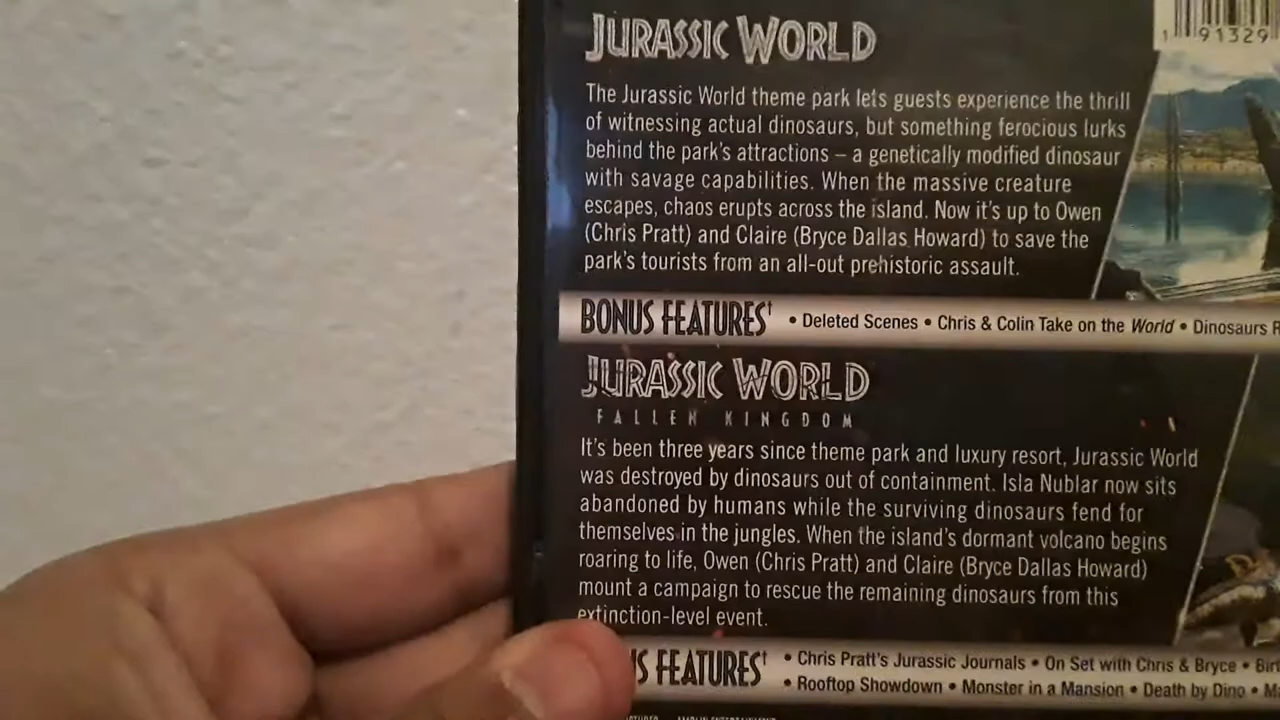 JURASSIC WORLD
1 91329
The Jurassic World theme park lets guests experience the thrill
of witnessing actual dinosaurs, but something ferocious lurks
behind the park's attractions – a genetically modified dinosaur
with savage capabilities. When the massive creature
escapes, chaos erupts across the island. Now it's up to Owen
(Chris Pratt) and Claire (Bryce Dallas Howard) to save the
park's tourists from an all-out prehistoric assault.
BONUS FEATURES† • Deleted Scenes • Chris & Colin Take on the World • Dinosaurs
JURASSIC WORLD
FALLEN KINGDOM
It's been three years since theme park and luxury resort, Jurassic World
was destroyed by dinosaurs out of containment. Isla Nublar now sits
abandoned by humans while the surviving dinosaurs fend for
themselves in the jungles. When the island's dormant volcano begins
roaring to life, Owen (Chris Pratt) and Claire (Bryce Dallas Howard)
mount a campaign to rescue the remaining dinosaurs from this
extinction-level event.
FEATURES† • Chris Pratt's Jurassic Journals • On Set with Chris & Bryce •
• Rooftop Showdown • Monster in a Mansion • Death by Dino •